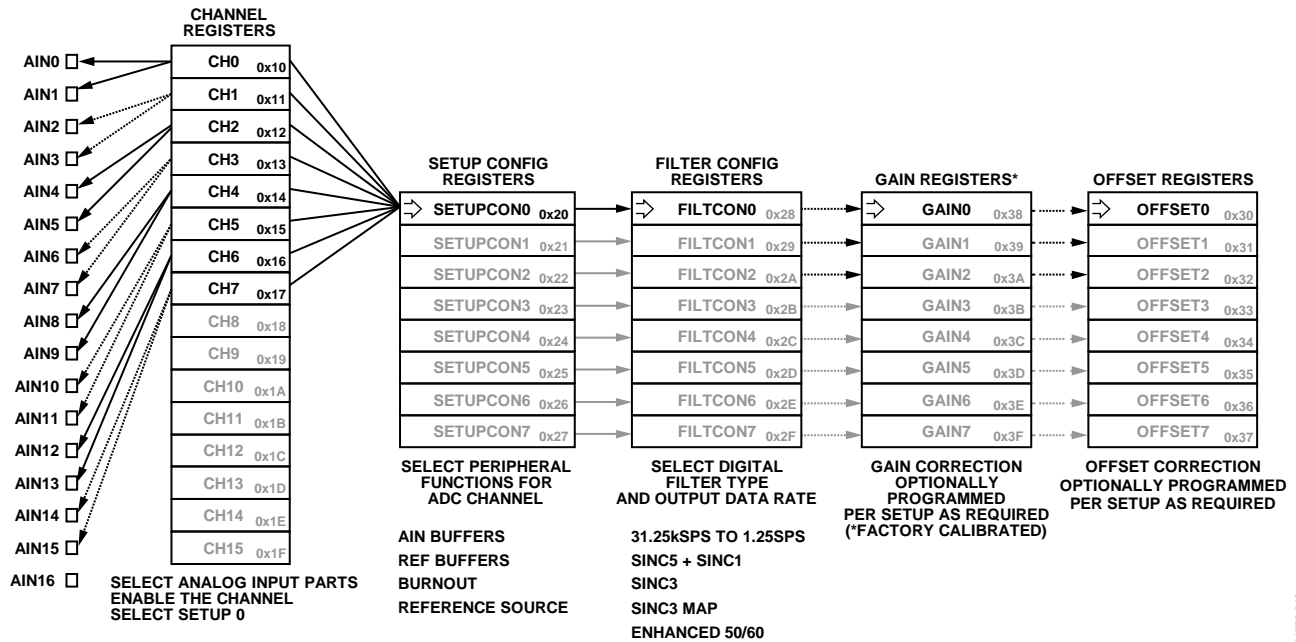 CHANNEL
REGISTERS
AIN0
AIN1
AIN2
AIN3
AIN4
AIN5
AIN6
AIN7
AIN8
AIN9
AIN10
AIN11
AIN12
AIN13
AIN14
AIN15
AIN16
CH0 0x10
CH1 0x11
CH2 0x12
CH3 0x13
CH4 0x14
CH5 0x15
CH6 0x16
CH7 0x17
CH8 0x18
CH9 0x19
CH10 0x1A
CH11 0x1B
CH12 0x1C
CH13 0x1D
CH14 0x1E
CH15 0x1F
SELECT ANALOG INPUT PARTS
ENABLE THE CHANNEL
SELECT SETUP 0
SETUP CONFIG
REGISTERS
SETUPCON0 0x20
SETUPCON1 0x21
SETUPCON2 0x22
SETUPCON3 0x23
SETUPCON4 0x24
SETUPCON5 0x25
SETUPCON6 0x26
SETUPCON7 0x27
SELECT PERIPHERAL
FUNCTIONS FOR
ADC CHANNEL
AIN BUFFERS
REF BUFFERS
BURNOUT
REFERENCE SOURCE
FILTER CONFIG
REGISTERS
FILTCON0 0x28
FILTCON1 0x29
FILTCON2 0x2A
FILTCON3 0x2B
FILTCON4 0x2C
FILTCON5 0x2D
FILTCON6 0x2E
FILTCON7 0x2F
SELECT DIGITAL
FILTER TYPE
AND OUTPUT DATA RATE
31.25kSPS TO 1.25SPS
SINC5 + SINC1
SINC3
SINC3 MAP
ENHANCED 50/60
GAIN REGISTERS*
GAIN0 0x38
GAIN1 0x39
GAIN2 0x3A
GAIN3 0x3B
GAIN4 0x3C
GAIN5 0x3D
GAIN6 0x3E
GAIN7 0x3F
GAIN CORRECTION
OPTIONALLY
PROGRAMMED
PER SETUP AS REQUIRED
(*FACTORY CALIBRATED)
OFFSET REGISTERS
OFFSET0 0x30
OFFSET1 0x31
OFFSET2 0x32
OFFSET3 0x33
OFFSET4 0x34
OFFSET5 0x35
OFFSET6 0x36
OFFSET7 0x37
OFFSET CORRECTION
OPTIONALLY PROGRAMMED
PER SETUP AS REQUIRED